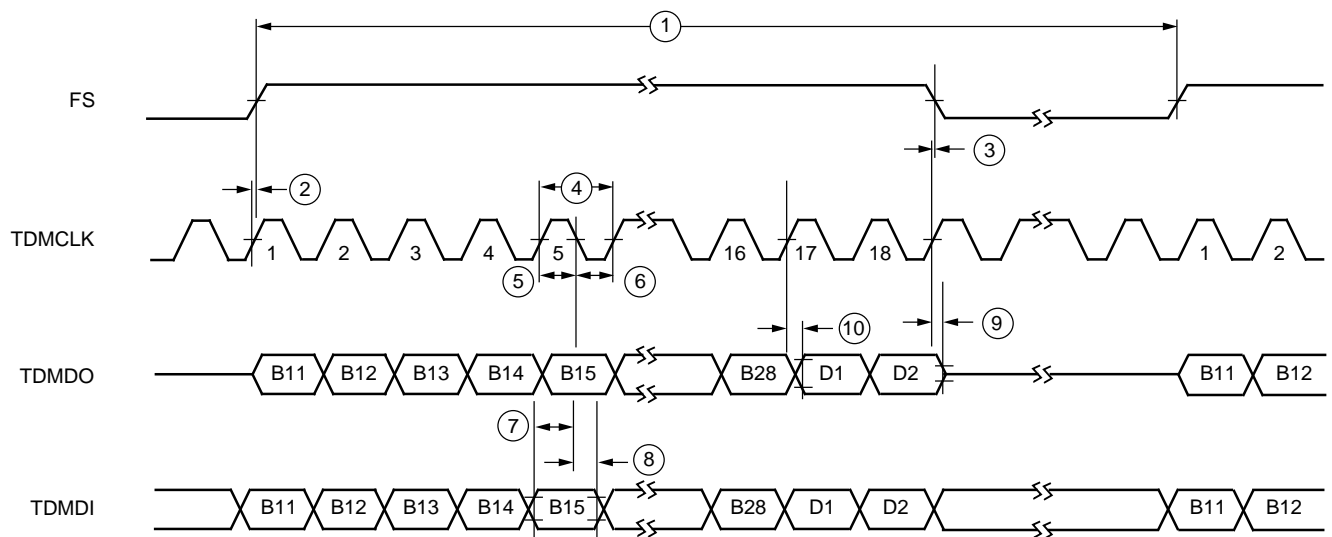 1
FS
3
2
4
TDMCLK
1 2 3 4 5 16 17 18 1 2
5 6
10 9
TDMDO B11 B12 B13 B14 B15 B28 D1 D2 B11 B12
7
8
TDMDI B11 B12 B13 B14 B15 B28 D1 D2 B11 B12